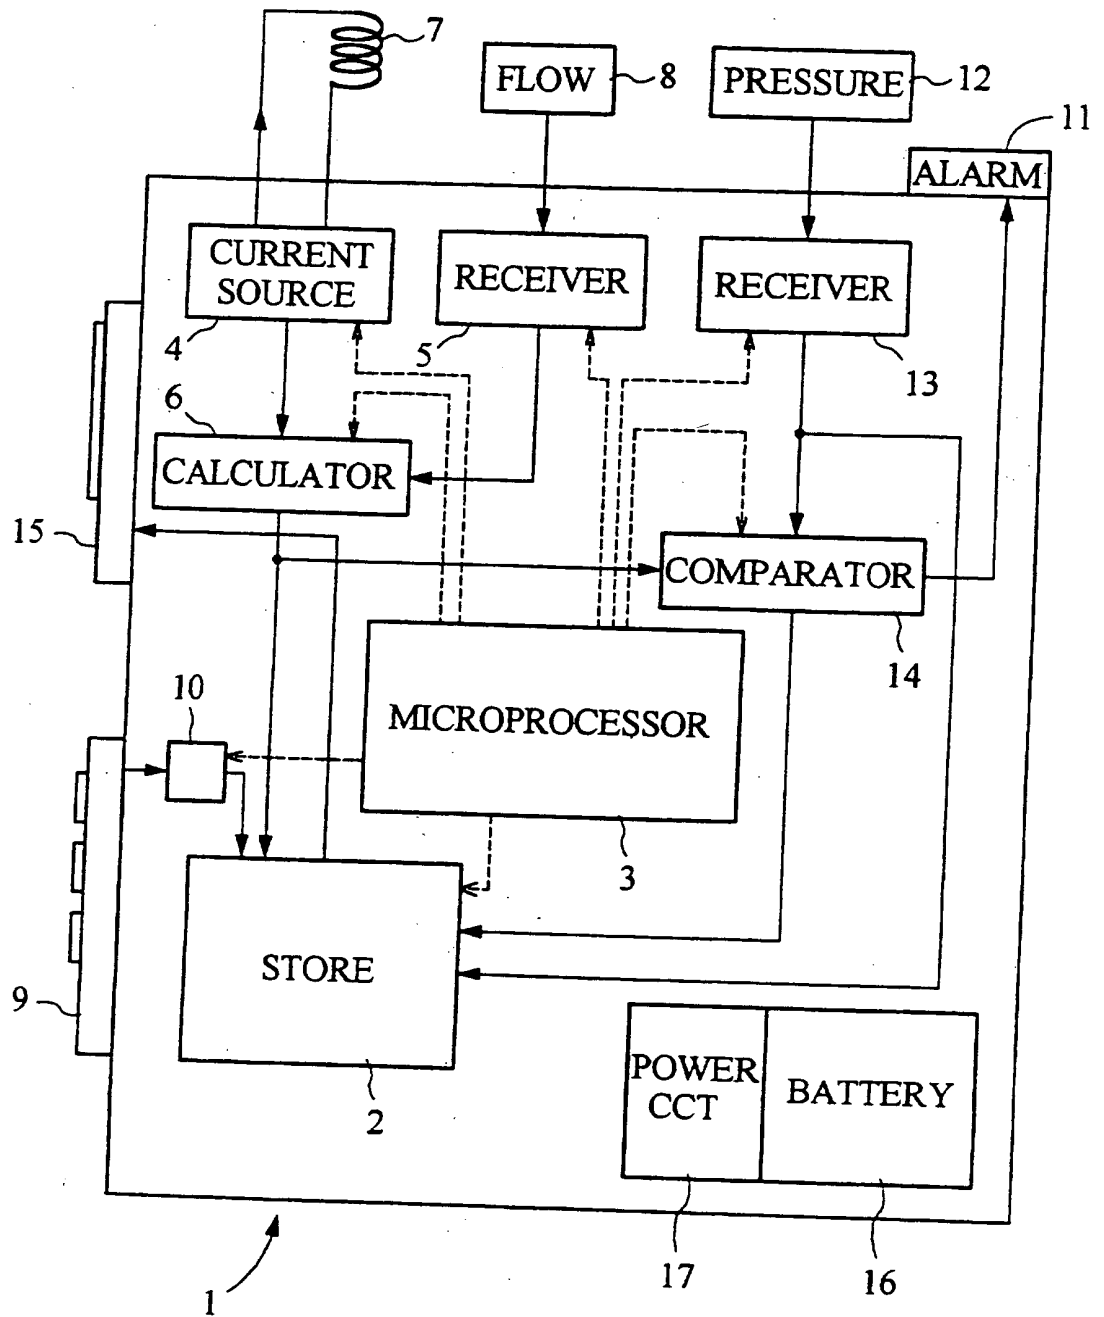 7
FLOW
8
PRESSURE
12
11
ALARM
CURRENT
SOURCE
4
RECEIVER
5
RECEIVER
13
6
CALCULATOR
15
COMPARATOR
14
10
MICROPROCESSOR
3
STORE
9
2
POWER
CCT
BATTERY
17
16
1